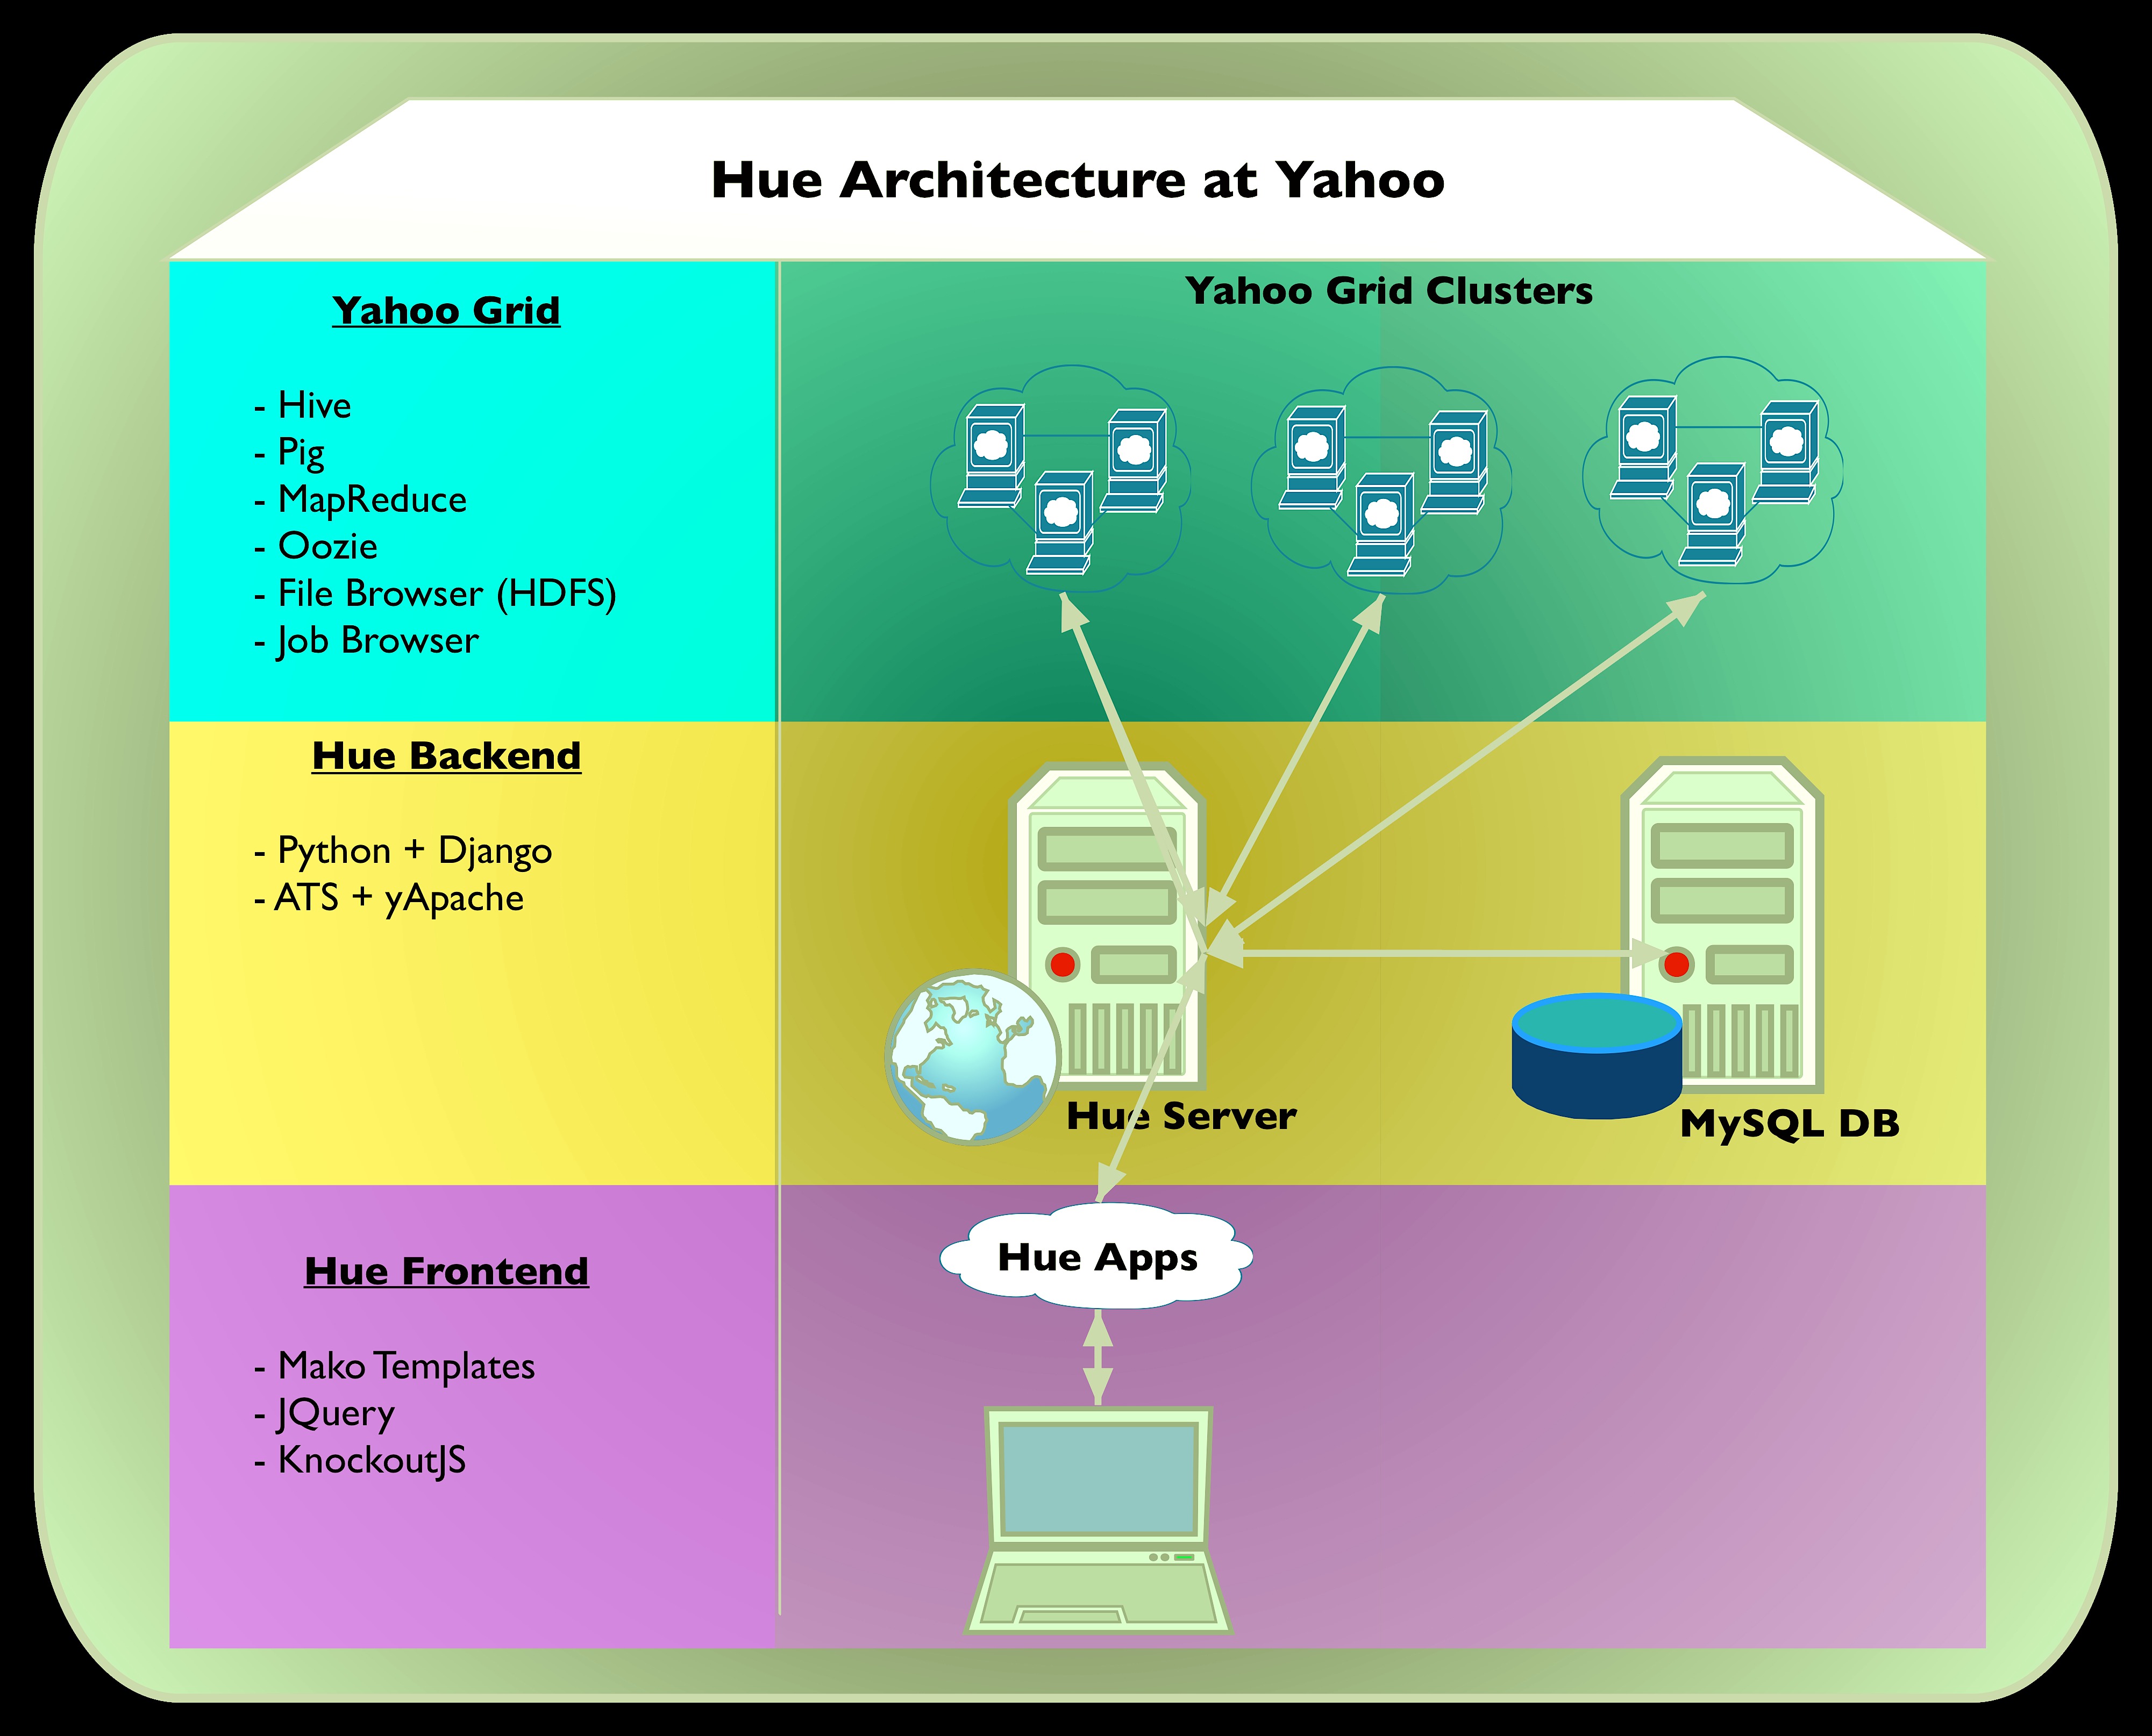 Hue Architecture at Yahoo
Yahoo Grid
- Hive
- Pig
- MapReduce
- Oozie
- File Browser (HDFS)
- Job Browser
Yahoo Grid Clusters
Hue Backend
- Python + Django
- ATS + yApache
Hue Server
MySQL DB
Hue Frontend
- Mako Templates
- JQuery
- KnockoutJS
Hue Apps